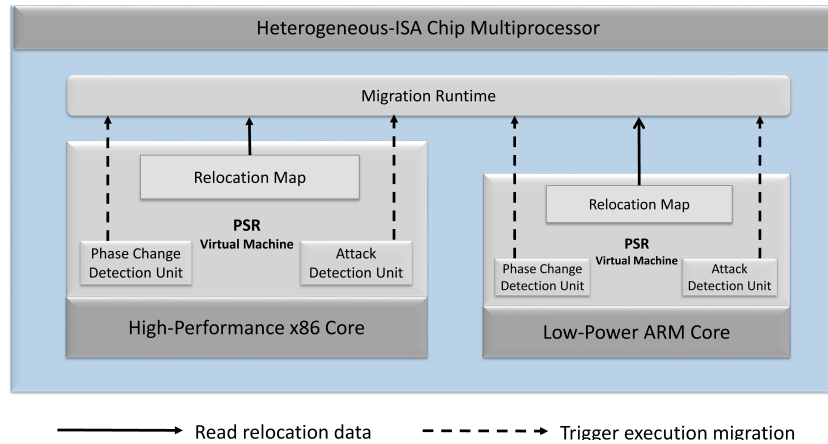 Heterogeneous-ISA Chip Multiprocessor
Migration Runtime
Relocation Map
PSR
Virtual Machine
Phase Change
Detection Unit
Attack
Detection Unit
High-Performance x86 Core
Relocation Map
PSR
Virtual Machine
Phase Change
Detection Unit
Attack
Detection Unit
Low-Power ARM Core
Read relocation data
Trigger execution migration